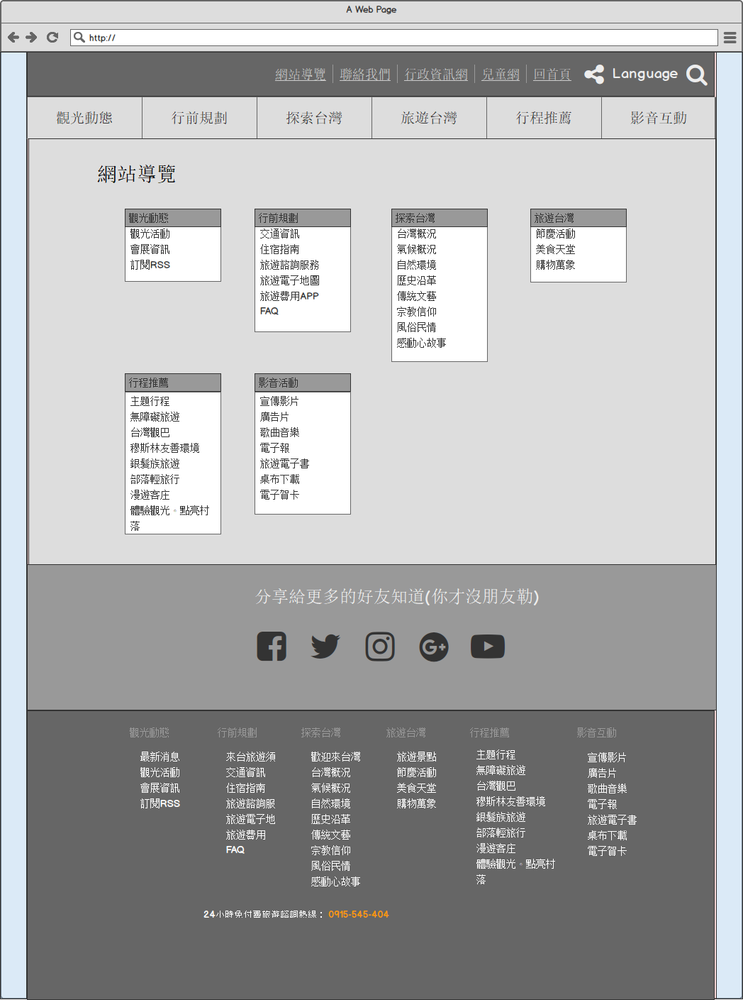 A Web Page
http://
網站導覽
聯絡我們
行政資訊網
兒童網
回首頁
Language
觀光動態
行前規劃
探索台灣
旅遊台灣
行程推薦
影音互動
網站導覽
觀光動態
觀光活動
會展資訊
訂閱RSS
行前規劃
交通資訊
住宿指南
旅遊諮詢服務
旅遊電子地圖
旅遊費用APP
FAQ
探索台灣
台灣概況
氣候概況
自然環境
歷史沿革
傳統文藝
宗教信仰
風俗民情
感動心故事
旅遊台灣
節慶活動
美食天堂
購物萬象
行程推薦
主題行程
無障礙旅遊
台灣觀巴
穆斯林友善環境
銀髮族旅遊
部落輕旅行
漫遊客庄
體驗觀光。點亮村
落
影音活動
宣傳影片
廣告片
歌曲音樂
電子報
旅遊電子書
桌布下載
電子賀卡
分享給更多的好友知道(你才沒朋友勒)
觀光動態
最新消息
觀光活動
會展資訊
訂閱RSS
行前規劃
來台旅遊須
交通資訊
住宿指南
旅遊諮詢服
旅遊電子地
旅遊費用
FAQ
探索台灣
歡迎來台灣
台灣概況
氣候概況
自然環境
歷史沿革
傳統文藝
宗教信仰
風俗民情
感動心故事
旅遊台灣
旅遊景點
節慶活動
美食天堂
購物萬象
行程推薦
主題行程
無障礙旅遊
台灣觀巴
穆斯林友善環境
銀髮族旅遊
部落輕旅行
漫遊客庄
體驗觀光。點亮村
落
影音互動
宣傳影片
廣告片
歌曲音樂
電子報
旅遊電子書
桌布下載
電子賀卡
24小時免付費旅遊諮詢熱線： 0915-545-404